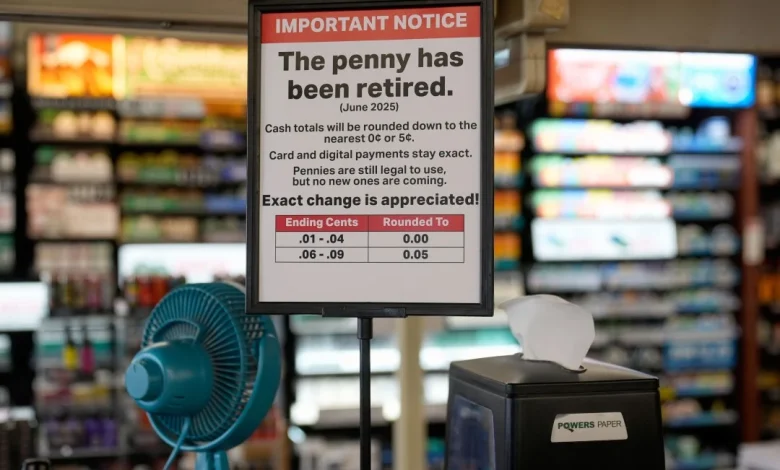 IMPORTANT NOTICE
The penny has
been retired.
(June 2025)
Cash totals will be rounded down to the
nearest 0¢ or 5¢.
Card and digital payments stay exact.
Pennies are still legal to use,
but no new ones are coming.
Exact change is appreciated!
Ending Cents Rounded To
.01 - .04 0.00
.06 - .09 0.05
POWERS PAPER